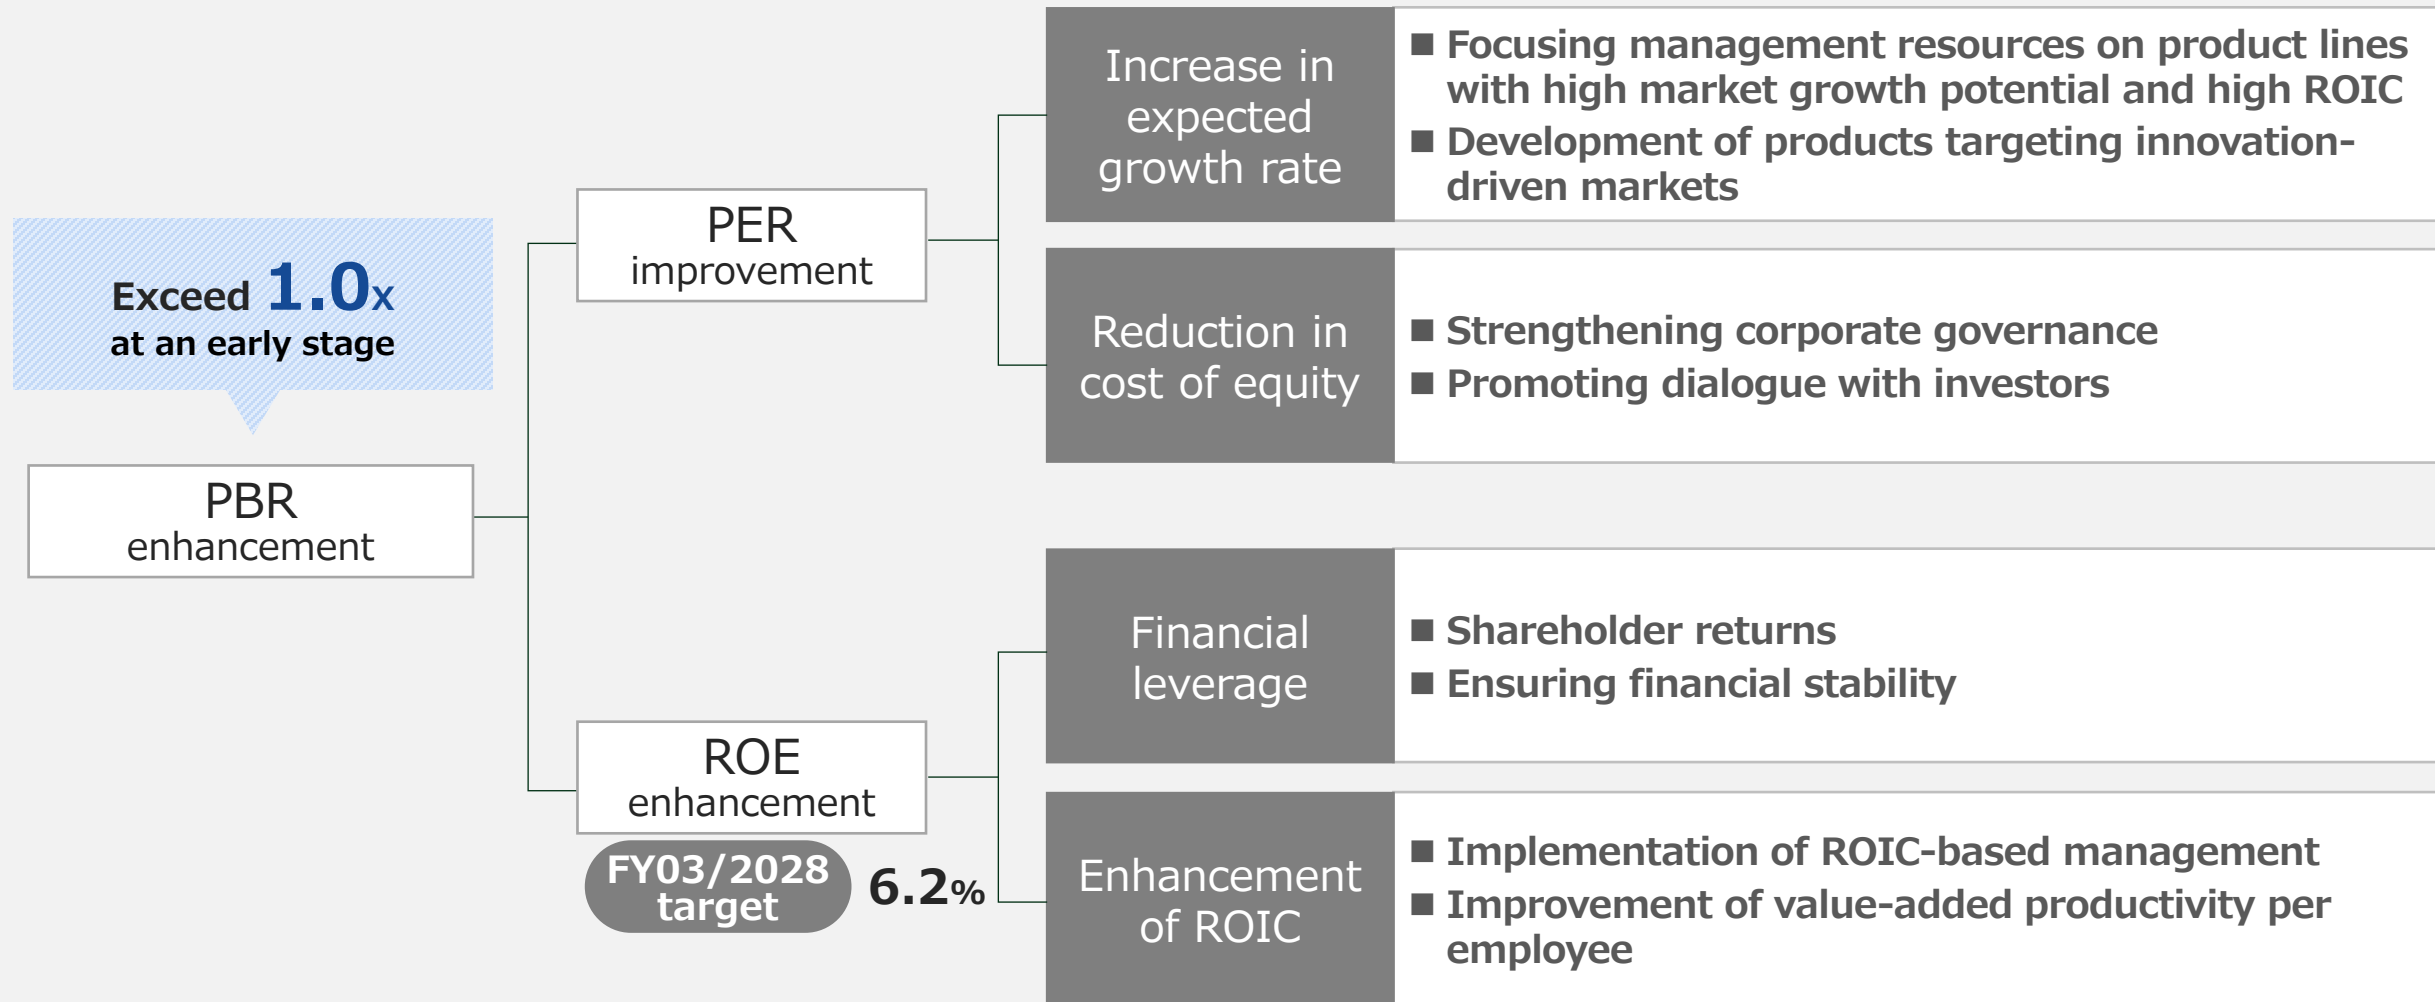 Exceed 1.0x
at an early stage
PBR
enhancement
PER
improvement
Increase in
expected
growth rate
■ Focusing management resources on product lines
with high market growth potential and high ROIC
■ Development of products targeting innovation-
driven markets
Reduction in
cost of equity
■ Strengthening corporate governance
■ Promoting dialogue with investors
ROE
enhancement
FY03/2028
target
6.2%
Financial
leverage
■ Shareholder returns
■ Ensuring financial stability
Enhancement
of ROIC
■ Implementation of ROIC-based management
■ Improvement of value-added productivity per
employee